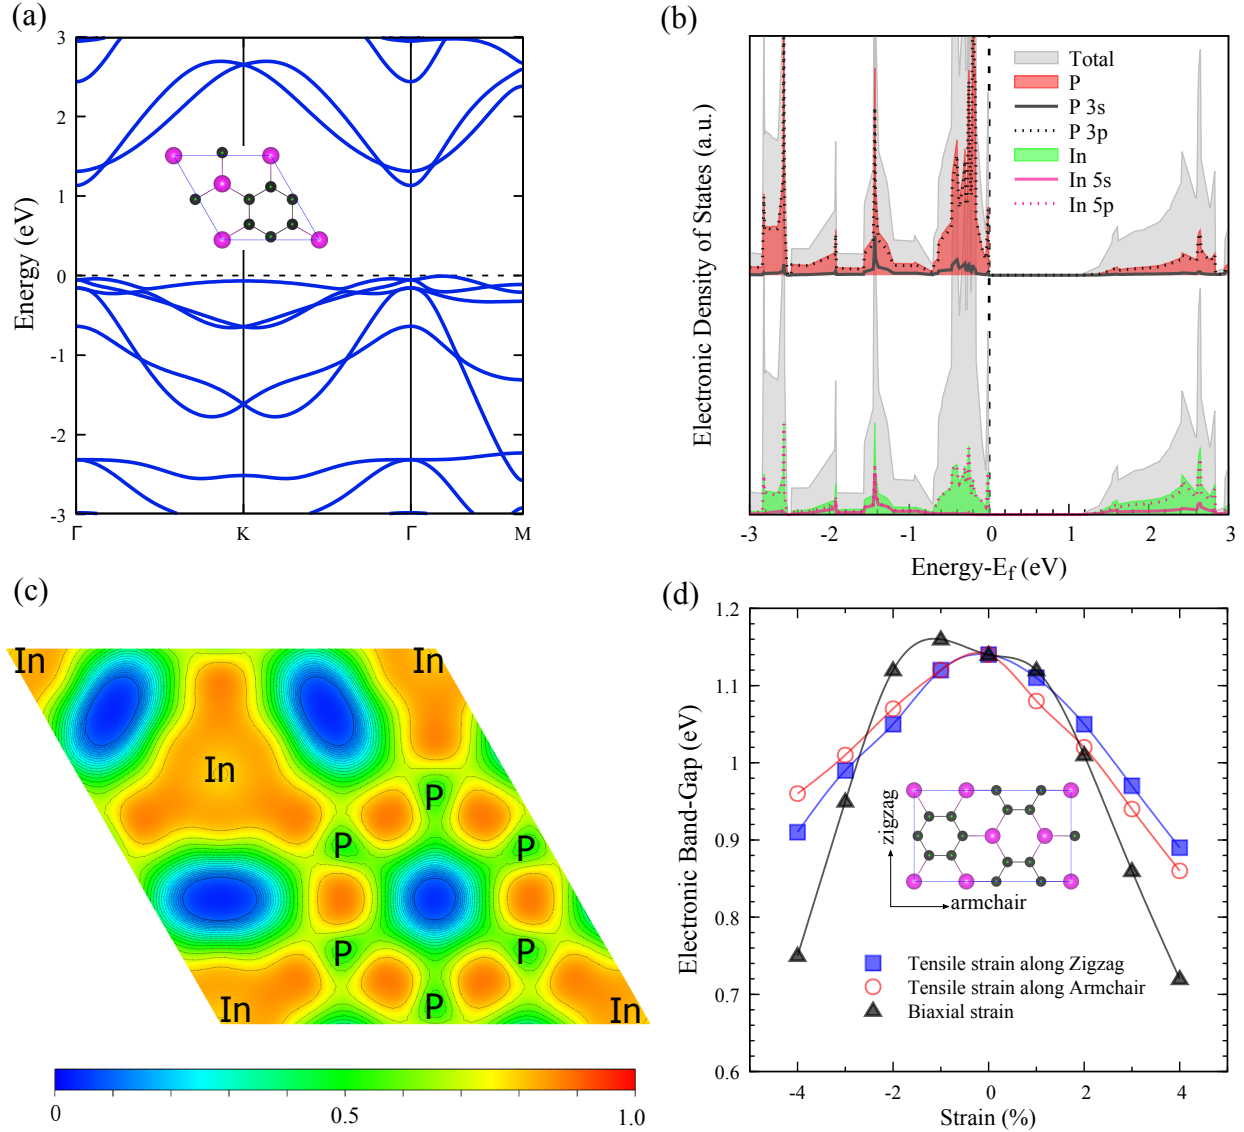 (a)
3
2
1
0
-1
-2
-3
Energy (eV)
Γ
K
Γ
M
(b)
Total
P
P 3s
P 3p
In
In 5s
In 5p
Electronic Density of States (a.u.)
-3
-2
-1
0
1
2
3
Energy-Ef (eV)
(c)
In
In
In
P
P
P
P
P
P
In
In
0
0.5
1.0
(d)
1.2
1.1
1
0.9
0.8
0.7
0.6
Electronic Band-Gap (eV)
zigzag
armchair
Tensile strain along Zigzag
Tensile strain along Armchair
Biaxial strain
-4
-2
0
2
4
Strain (%)